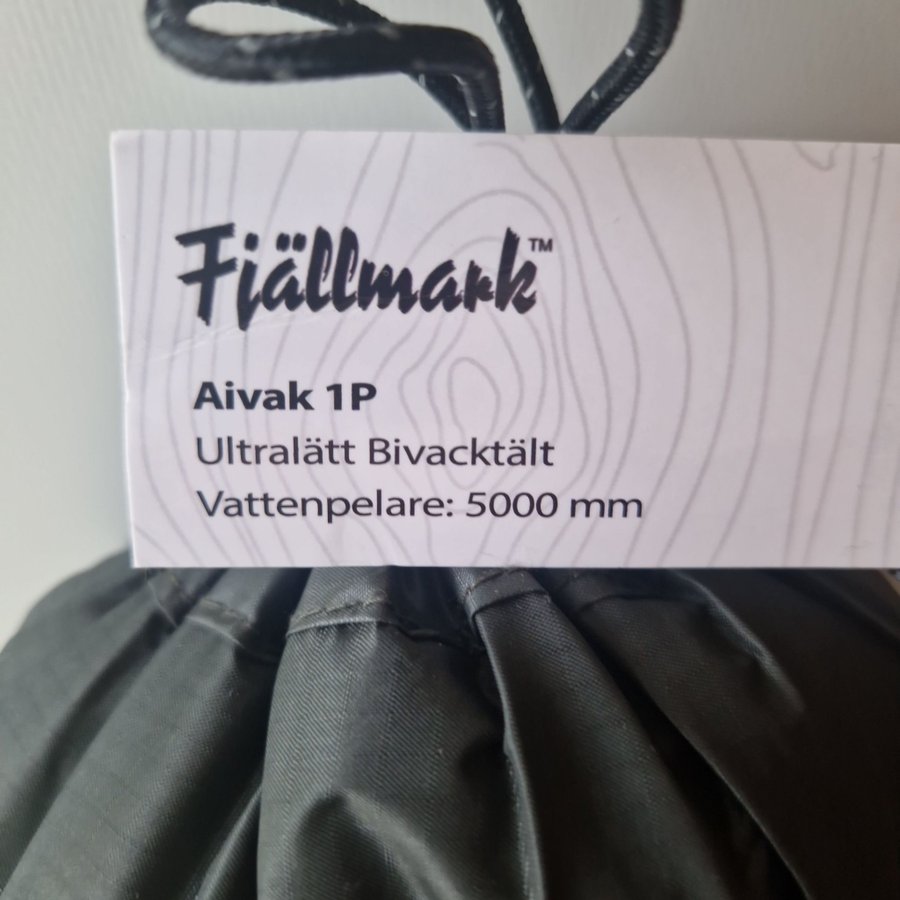 Fjällmark™
Aivak 1P
Ultralätt Bivacktält
Vattenpelare: 5000 mm